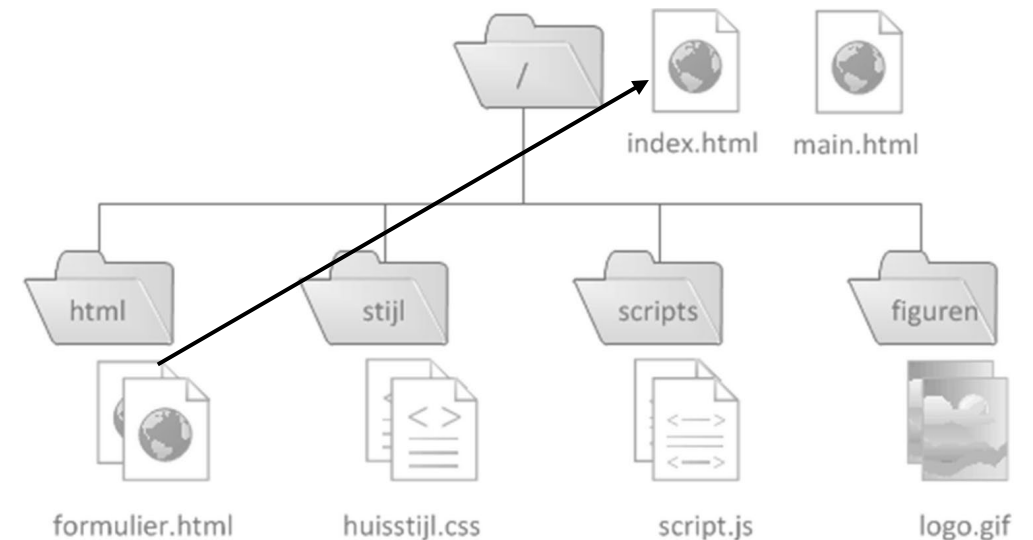 /
index.html
main.html
html
stijl
scripts
figuren
formulier.html
huisstijl.css
script.js
logo.gif